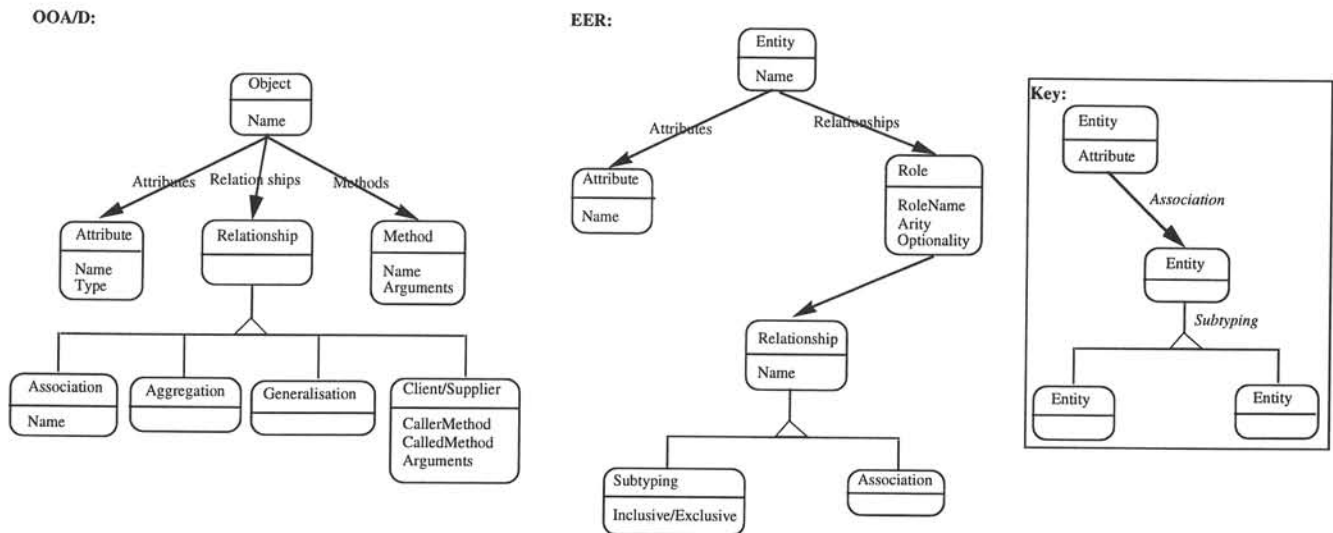 OOA/D:
Object
Name
Attributes
Relation ships
Methods
Attribute
Name
Type
Relationship
Method
Name
Arguments
Association
Name
Aggregation
Generalisation
Client/Supplier
CallerMethod
CalledMethod
Arguments
EER:
Entity
Name
Attributes
Relationships
Attribute
Name
Role
RoleName
Arity
Optionality
Relationship
Name
Subtyping
Inclusive/Exclusive
Association
Key:
Entity
Attribute
Association
Entity
Subtyping
Entity
Entity